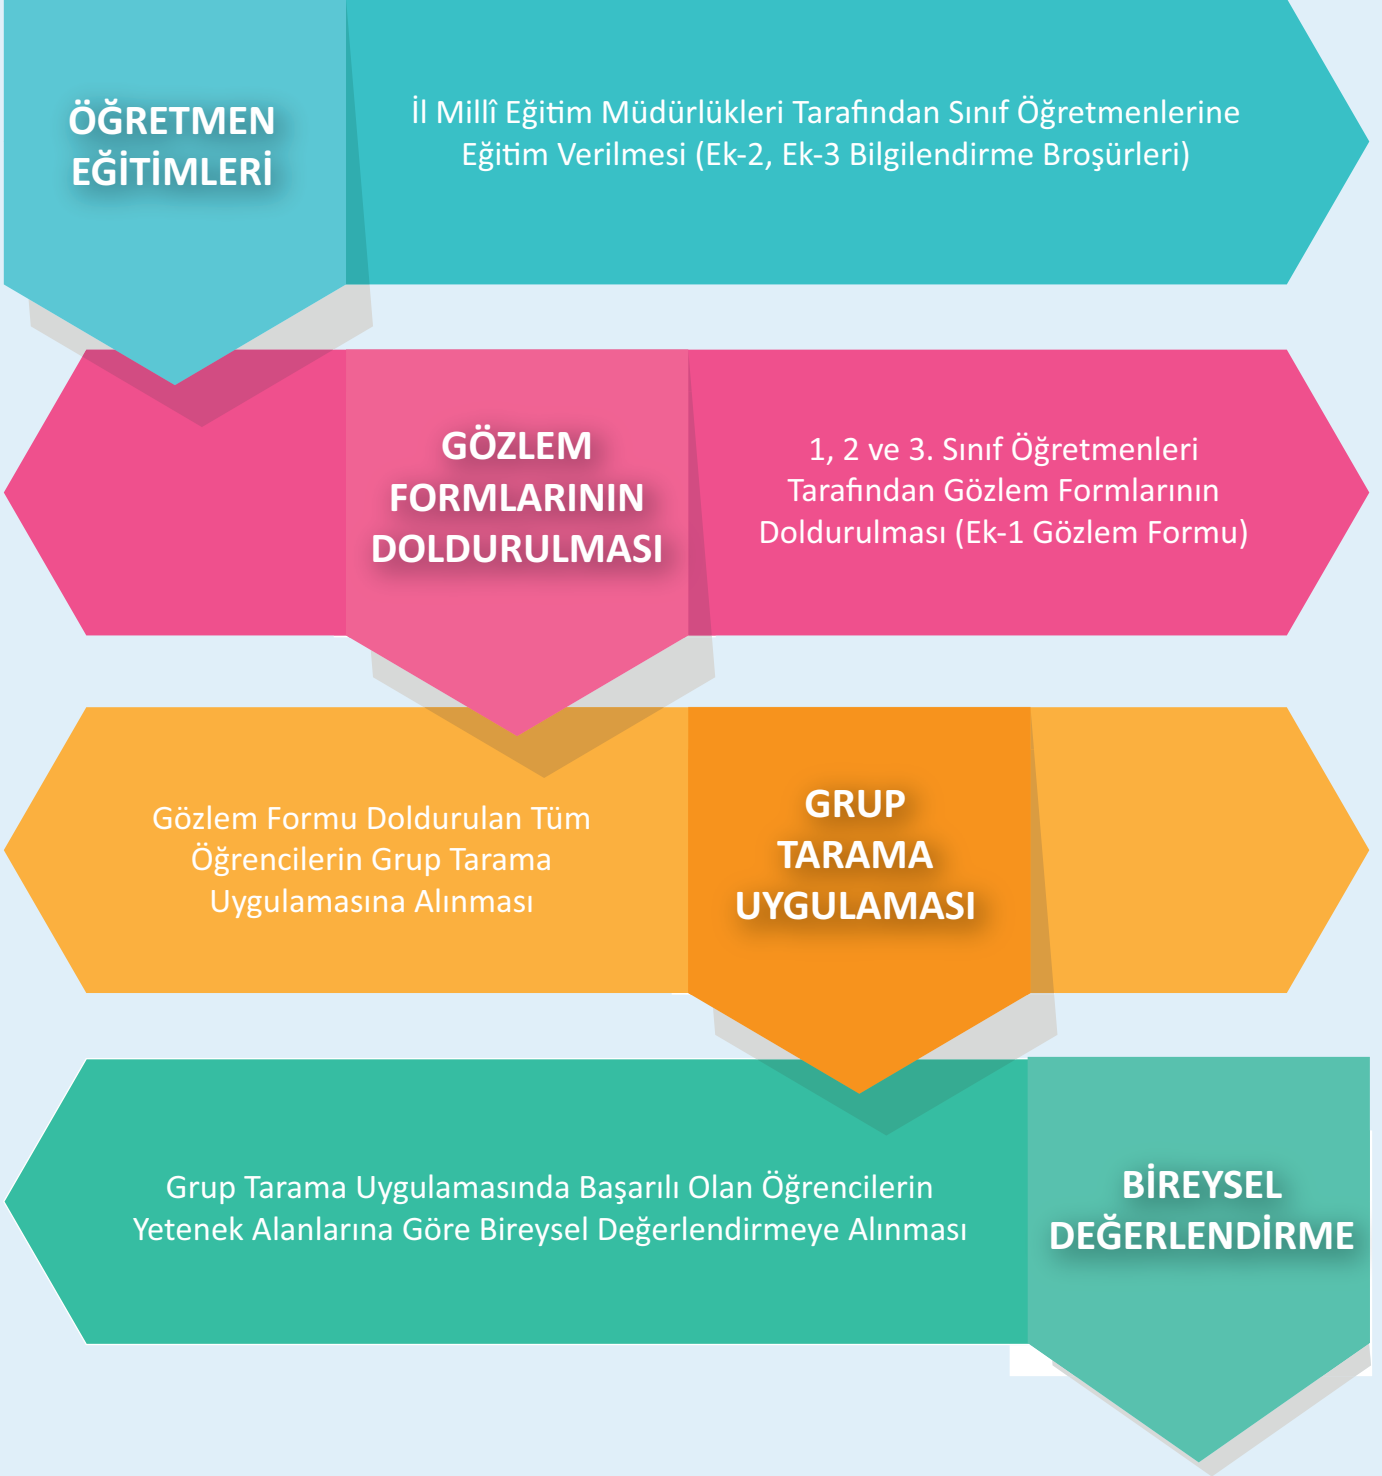 ÖĞRETMEN
EĞİTİMLERİ
İl Millî Eğitim Müdürlükleri Tarafından Sınıf Öğretmenlerine
Eğitim Verilmesi (Ek-2, Ek-3 Bilgilendirme Broşürleri)
GÖZLEM
FORMLARININ
DOLDURULMASI
1, 2 ve 3. Sınıf Öğretmenleri
Tarafından Gözlem Formlarının
Doldurulması (Ek-1 Gözlem Formu)
Gözlem Formu Doldurulan Tüm
Öğrencilerin Grup Tarama
Uygulamasına Alınması
GRUP
TARAMA
UYGULAMASI
Grup Tarama Uygulamasında Başarılı Olan Öğrencilerin
Yetenek Alanlarına Göre Bireysel Değerlendirmeye Alınması
BİREYSEL
DEĞERLENDİRME